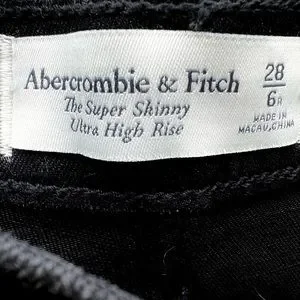 Abercrombie & Fitch
The Super Skinny
Ultra High Rise
28
6R
MADE IN
MACAU, CHINA